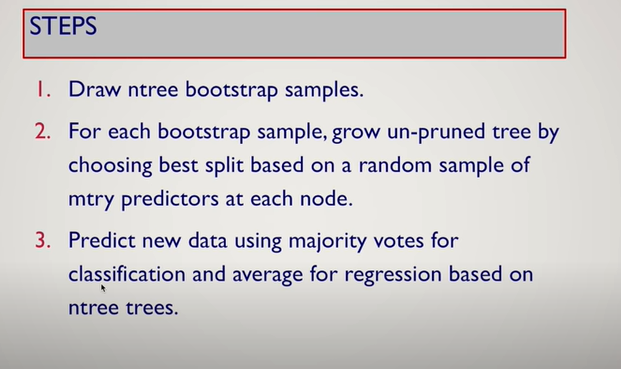 STEPS
1. Draw ntree bootstrap samples.
2. For each bootstrap sample, grow un-pruned tree by
choosing best split based on a random sample of
mtry predictors at each node.
3. Predict new data using majority votes for
classification and average for regression based on
ntree trees.